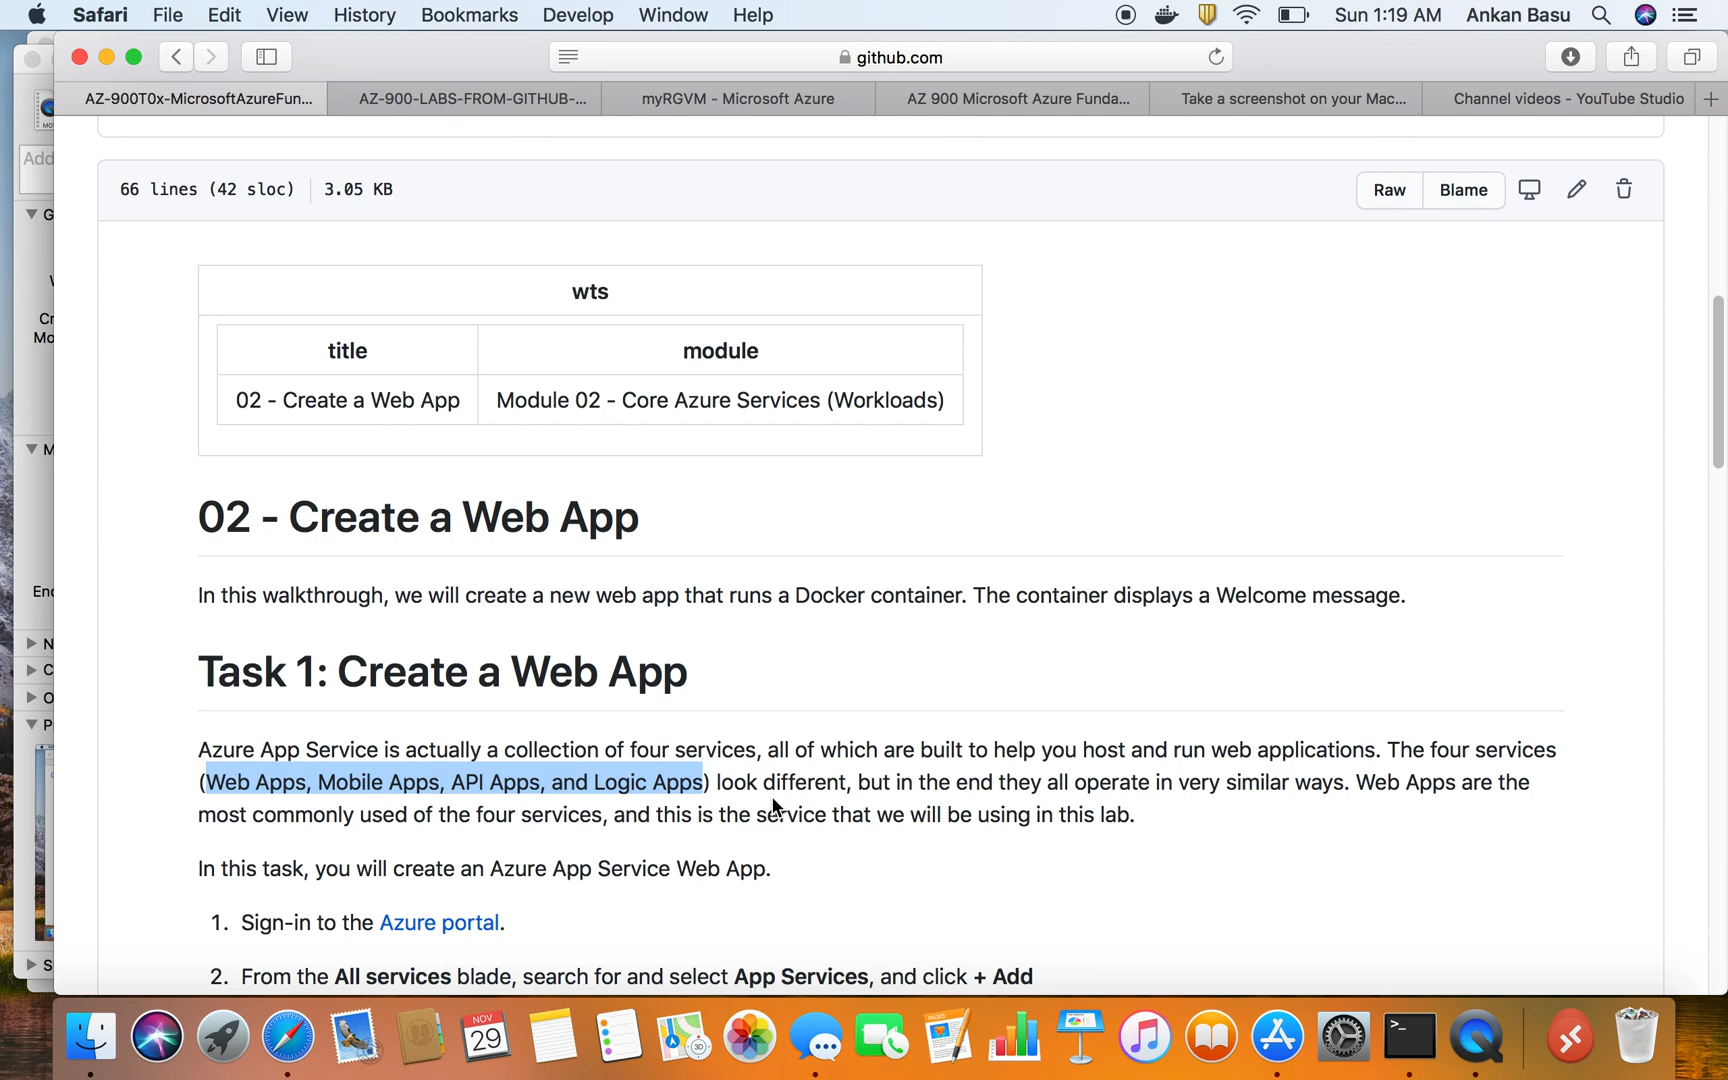 Safari File Edit View History Bookmarks Develop Window Help Sun 1:19 AM Ankan Basu
github.com
AZ-900T0x-MicrosoftAzureFun... AZ-900-LABS-FROM-GITHUB-... myRGVM - Microsoft Azure AZ 900 Microsoft Azure Funda... Take a screenshot on your Mac... Channel videos - YouTube Studio
Add
66 lines (42 sloc) 3.05 KB Raw Blame
wts
title module
02 - Create a Web App Module 02 - Core Azure Services (Workloads)
02 - Create a Web App
In this walkthrough, we will create a new web app that runs a Docker container. The container displays a Welcome message.
Task 1: Create a Web App
Azure App Service is actually a collection of four services, all of which are built to help you host and run web applications. The four services
(Web Apps, Mobile Apps, API Apps, and Logic Apps) look different, but in the end they all operate in very similar ways. Web Apps are the
most commonly used of the four services, and this is the service that we will be using in this lab.
In this task, you will create an Azure App Service Web App.
1. Sign-in to the Azure portal.
2. From the All services blade, search for and select App Services, and click + Add
NOV
29
PAGES
3D
>_